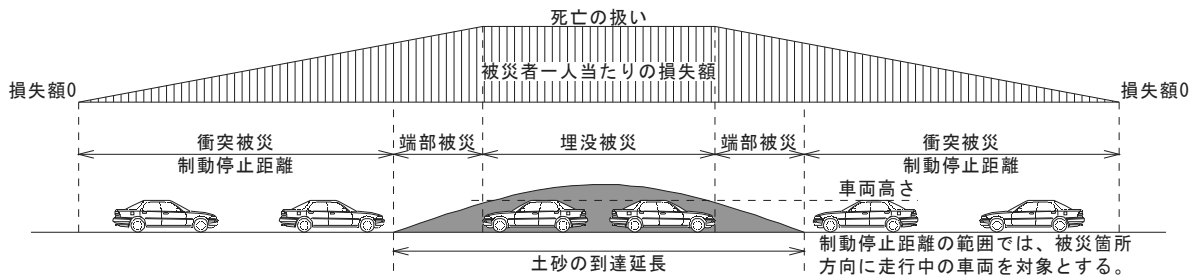 死亡の扱い
被災者一人当たりの損失額
損失額0
損失額0
衝突被災
端部被災
埋没被災
端部被災
衝突被災
制動停止距離
制動停止距離
車両高さ
土砂の到達延長
制動停止距離の範囲では、被災箇所
方向に走行中の車両を対象とする。